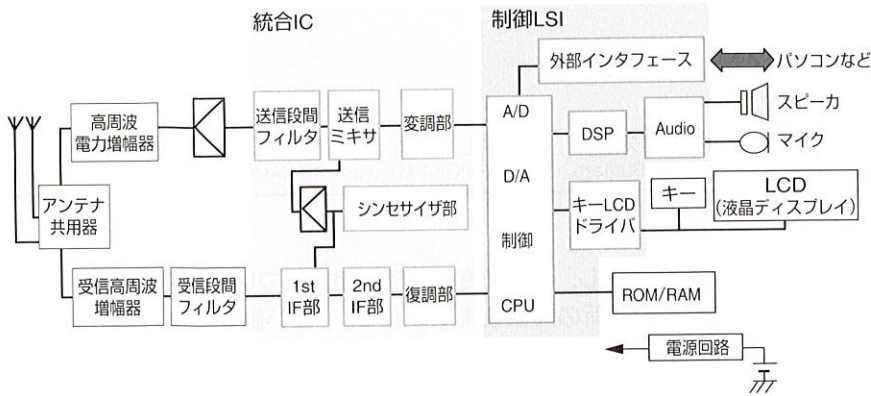 統合IC
制御LSI
外部インタフェース
パソコンなど
高周波
電力増幅器
送信段間
フィルタ
送信
ミキサ
変調部
A/D
D/A
制御
CPU
DSP
Audio
スピーカ
マイク
アンテナ
共用器
シンセサイザ部
キーLCD
ドライバ
キー
LCD
(液晶ディスプレイ)
受信高周波
増幅器
受信段間
フィルタ
1st
IF部
2nd
IF部
復調部
ROM/RAM
電源回路